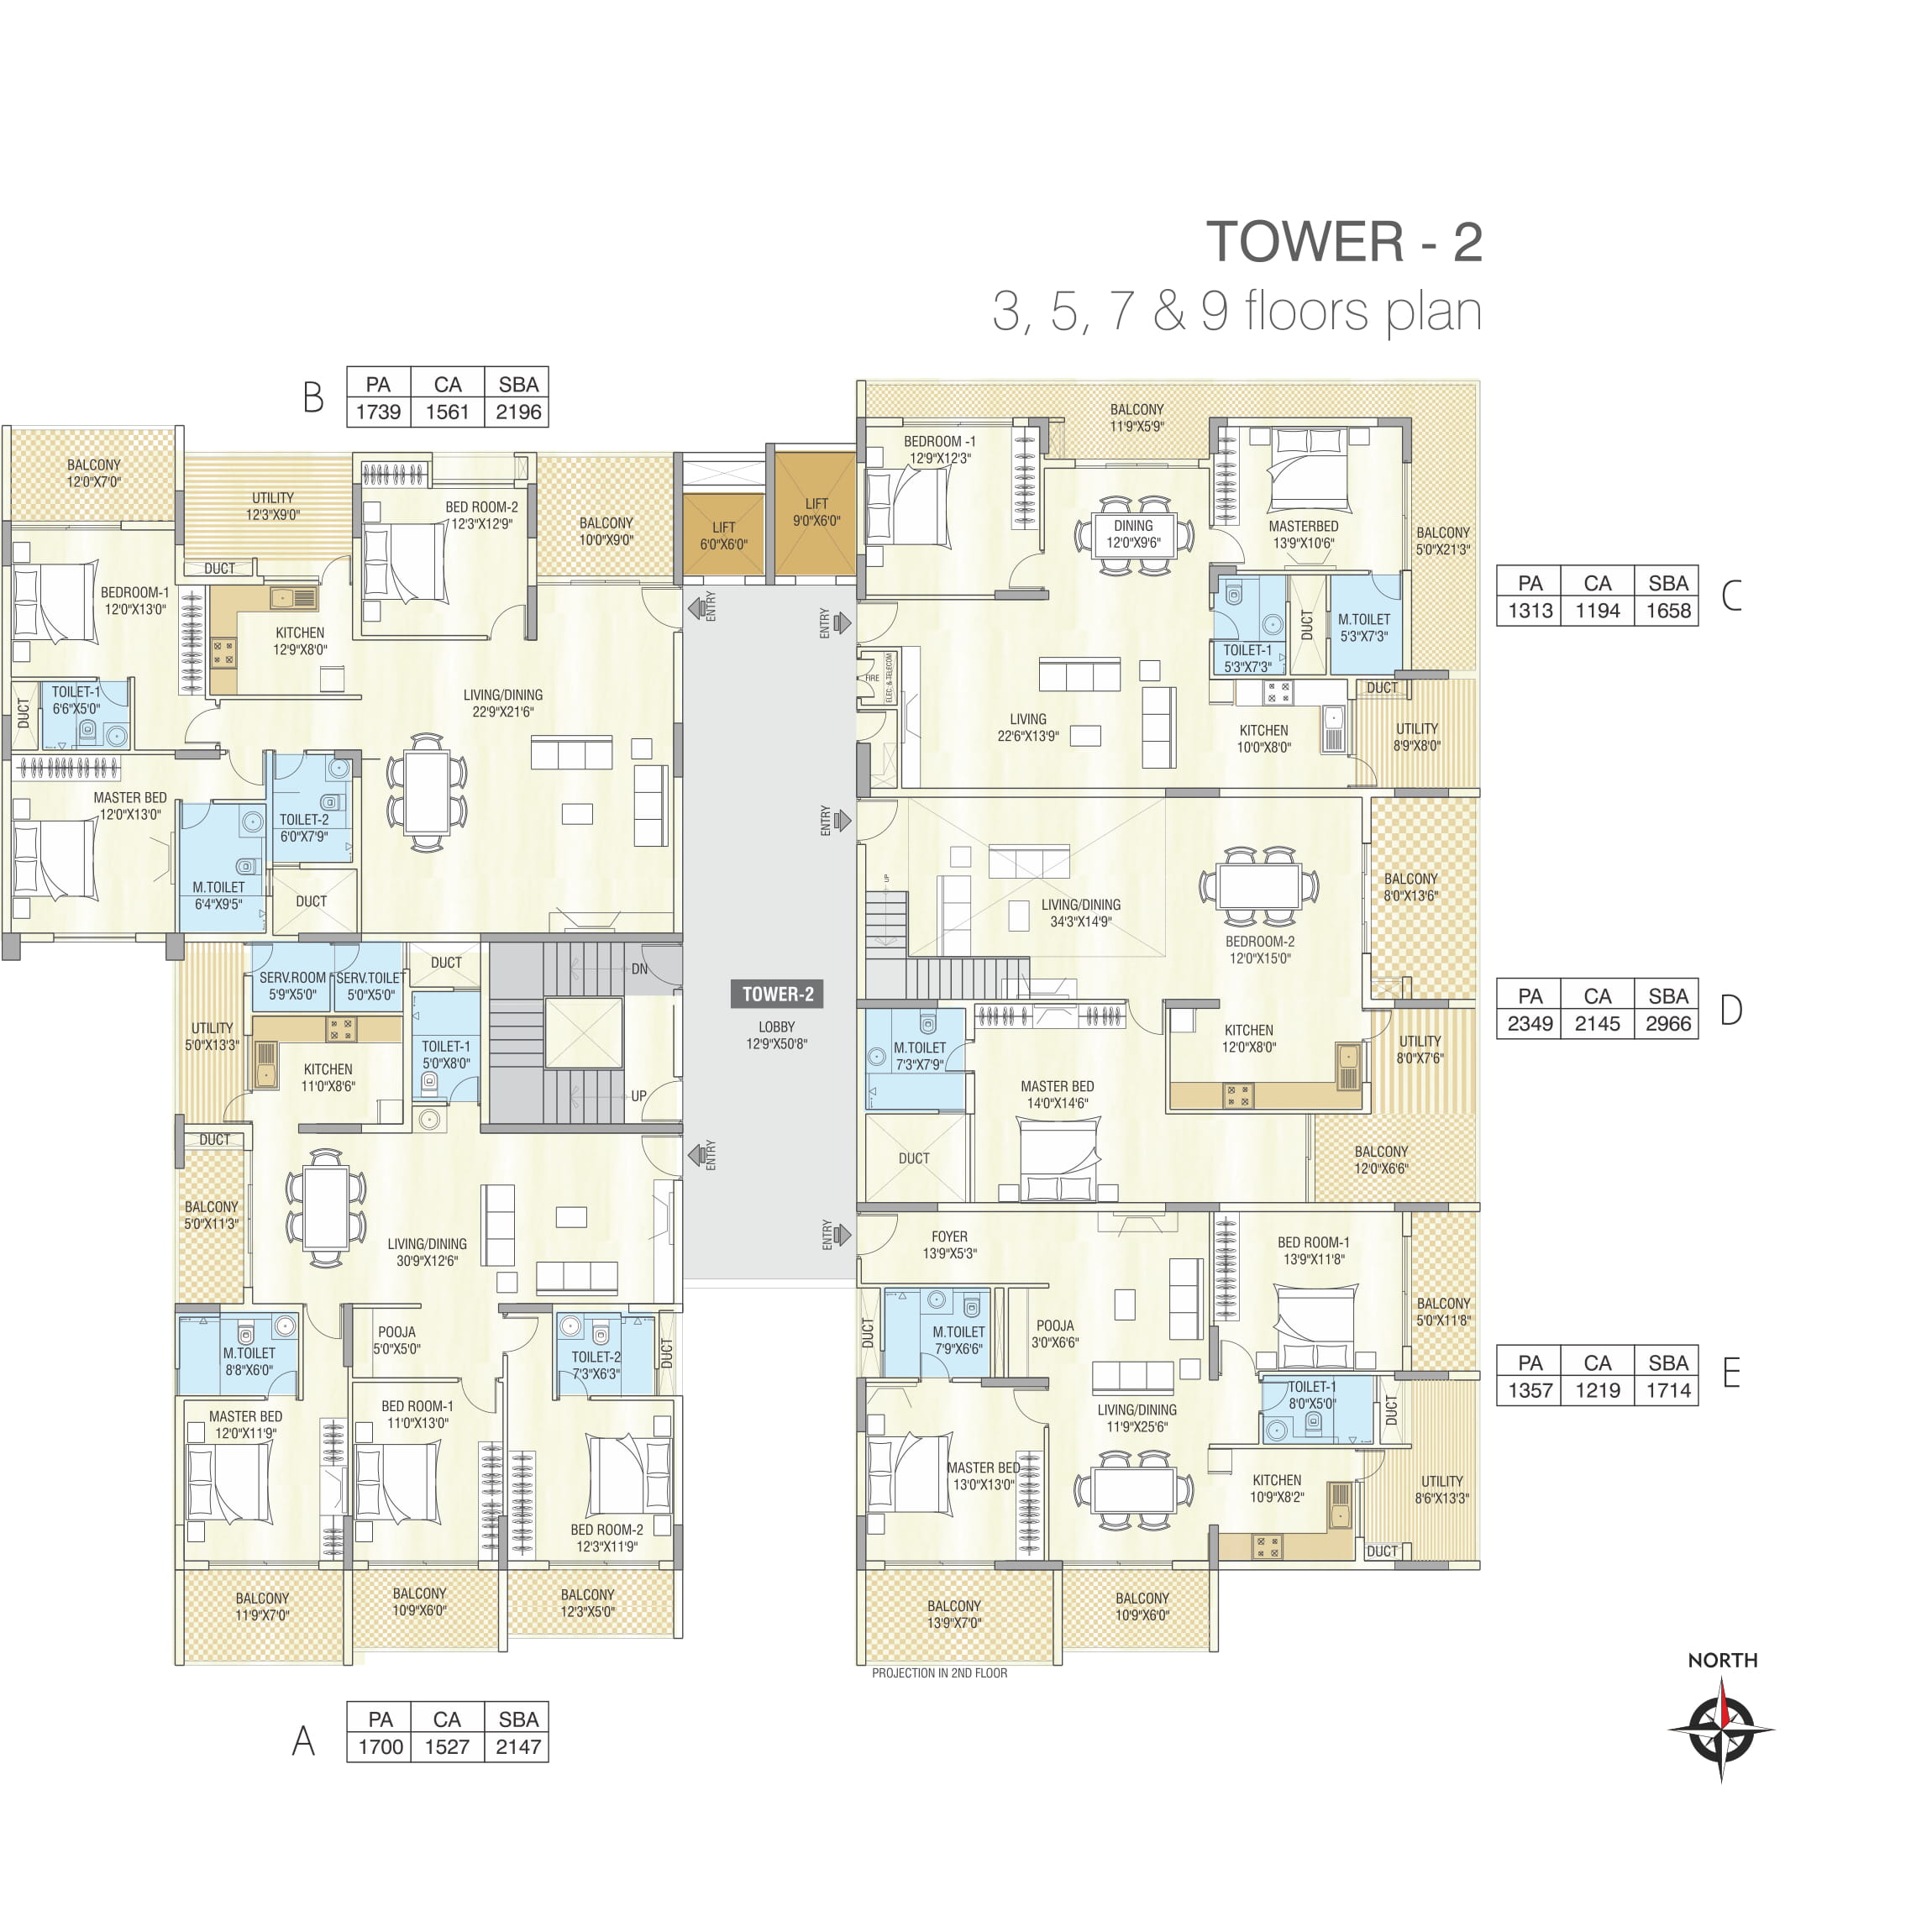 TOWER - 2
3, 5, 7 & 9 floors plan
B
PA CA SBA
1739 1561 2196
BALCONY
12'0"X7'0"
UTILITY
12'3"X9'0"
BED ROOM-2
12'3"X12'9"
BALCONY
10'0"X9'0"
LIFT
6'0"X6'0"
LIFT
9'0"X6'0"
DUCT
BEDROOM-1
12'0"X13'0"
KITCHEN
12'9"X8'0"
ENTRY
TOILET-1
6'6"X5'0"
DUCT
LIVING/DINING
22'9"X21'6"
MASTER BED
12'0"X13'0"
TOILET-2
6'0"X7'9"
M.TOILET
6'4"X9'5"
DUCT
BALCONY
11'9"X5'9"
BEDROOM -1
12'9"X12'3"
DINING
12'0"X9'6"
MASTERBED
13'9"X10'6"
BALCONY
5'0"X21'3"
ENTRY
TOILET-1
5'3"X7'3"
DUCT
M.TOILET
5'3"X7'3"
FIRE
ELEC & TELECOM
DUCT
LIVING
22'6"X13'9"
KITCHEN
10'0"X8'0"
UTILITY
8'9"X8'0"
PA CA SBA
1313 1194 1658
C
ENTRY
UP
LIVING/DINING
34'3"X14'9"
BALCONY
8'0"X13'6"
BEDROOM-2
12'0"X15'0"
M.TOILET
7'3"X7'9"
KITCHEN
12'0"X8'0"
UTILITY
8'0"X7'6"
MASTER BED
14'0"X14'6"
DUCT
BALCONY
12'0"X6'6"
PA CA SBA
2349 2145 2966
D
TOWER-2
LOBBY
12'9"X50'8"
SERV.ROOM
5'9"X5'0"
SERV.TOILET
5'0"X5'0"
DUCT
DN
UTILITY
5'0"X13'3"
KITCHEN
11'0"X8'6"
TOILET-1
5'0"X8'0"
UP
DUCT
ENTRY
BALCONY
5'0"X11'3"
LIVING/DINING
30'9"X12'6"
M.TOILET
8'8"X6'0"
POOJA
5'0"X5'0"
TOILET-2
7'3"X6'3"
DUCT
MASTER BED
12'0"X11'9"
BED ROOM-1
11'0"X13'0"
BED ROOM-2
12'3"X11'9"
BALCONY
11'9"X7'0"
BALCONY
10'9"X6'0"
BALCONY
12'3"X5'0"
ENTRY
FOYER
13'9"X5'3"
BED ROOM-1
13'9"X11'8"
BALCONY
5'0"X11'8"
DUCT
M.TOILET
7'9"X6'6"
POOJA
3'0"X6'6"
TOILET-1
8'0"X5'0"
DUCT
LIVING/DINING
11'9"X25'6"
MASTER BED
13'0"X13'0"
KITCHEN
10'9"X8'2"
UTILITY
8'6"X13'3"
DUCT
BALCONY
13'9"X7'0"
BALCONY
10'9"X6'0"
PROJECTION IN 2ND FLOOR
PA CA SBA
1357 1219 1714
E
NORTH
A
PA CA SBA
1700 1527 2147